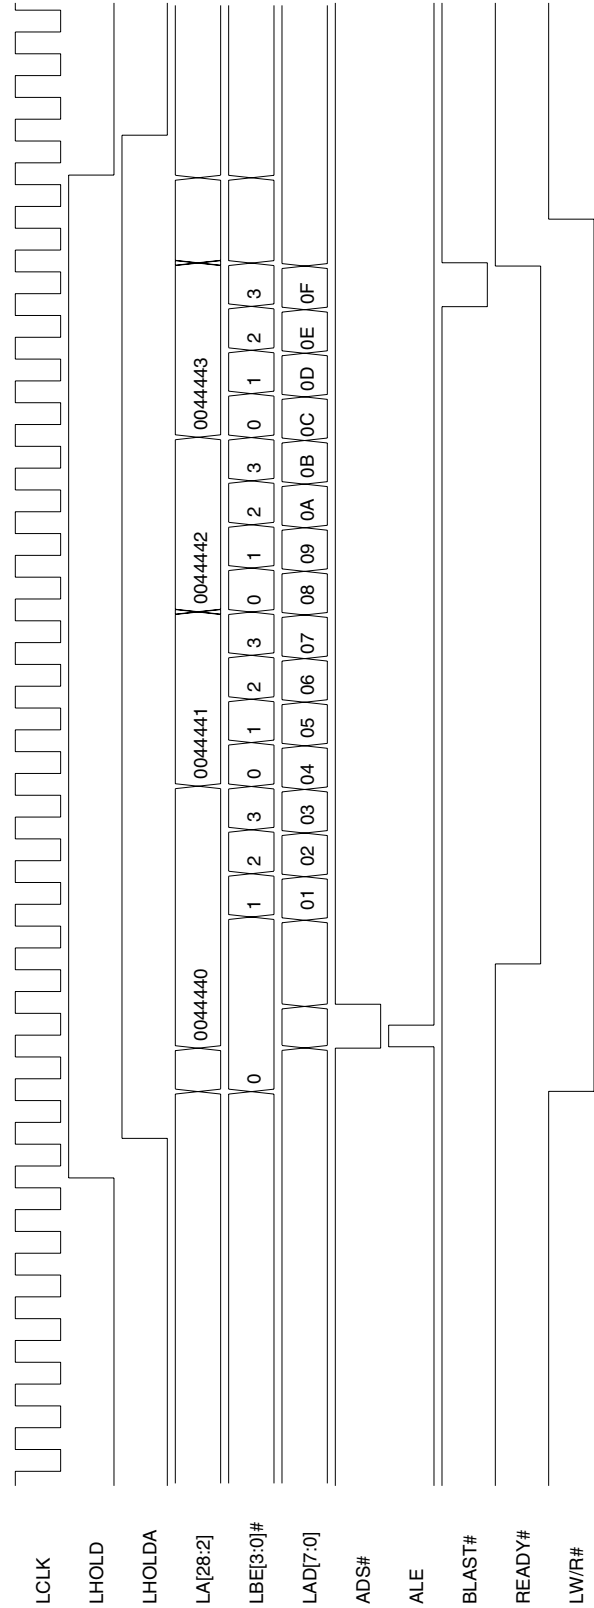 LCLK
LHOLD
LHOLDA
LA[28:2] 0044440 0044441 0044442 0044443
LBE[3:0]# 0 1 2 3 0 1 2 3 0 1 2 3 0 1 2 3
LAD[7:0] 01 02 03 04 05 06 07 08 09 0A 0B 0C 0D 0E 0F
ADS#
ALE
BLAST#
READY#
LW/R#